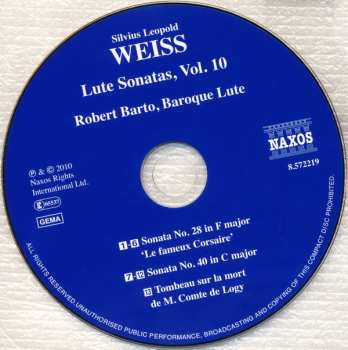 Silvius Leopold
WEISS
Lute Sonatas, Vol. 10
Robert Barto, Baroque Lute
℗ & © 2010
Naxos Rights
International Ltd.
GEMA
NAXOS
8.572219
1-6 Sonata No. 28 in F major
'Le fameux Corsaire'
7-12 Sonata No. 40 in C major
13 Tombeau sur la mort
de M. Comte de Logy
ALL RIGHTS RESERVED. UNAUTHORISED PUBLIC PERFORMANCE, BROADCASTING AND COPYING OF THIS COMPACT DISC PROHIBITED.